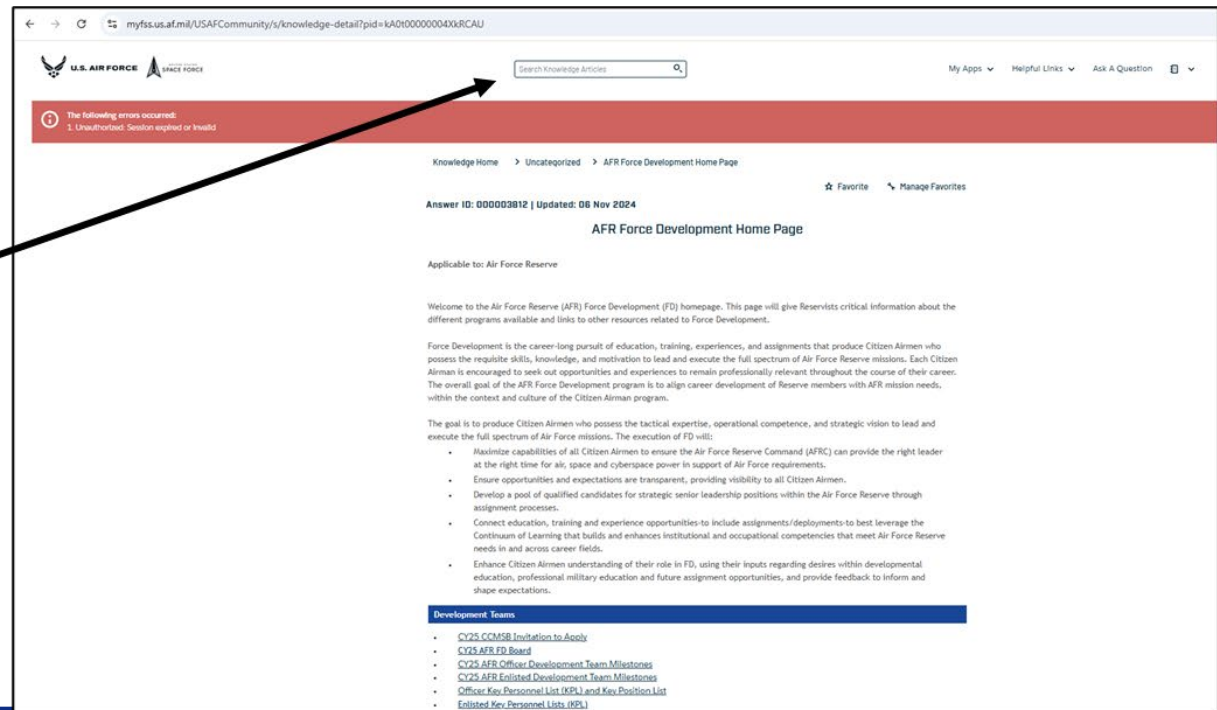 myfss.us.af.mil/USAFCommunity/s/knowledge-detail?pid=kA0t00000004XkRCAU
U.S. AIR FORCE
SPACE FORCE
Search Knowledge Articles
My Apps
Helpful Links
Ask A Question
The following errors occurred:
1. Unauthorized: Session expired or Invalid
Knowledge Home > Uncategorized > AFR Force Development Home Page
Favorite
Manage Favorites
Answer ID: 000003812 | Updated: 06 Nov 2024
AFR Force Development Home Page
Applicable to: Air Force Reserve
Welcome to the Air Force Reserve (AFR) Force Development (FD) homepage. This page will give Reservists critical information about the
different programs available and links to other resources related to Force Development.
Force Development is the career-long pursuit of education, training, experiences, and assignments that produce Citizen Airmen who
possess the requisite skills, knowledge, and motivation to lead and execute the full spectrum of Air Force Reserve missions. Each Citizen
Airman is encouraged to seek out opportunities and experiences to remain professionally relevant throughout the course of their career.
The overall goal of the AFR Force Development program is to align career development of Reserve members with AFR mission needs,
within the context and culture of the Citizen Airman program.
The goal is to produce Citizen Airmen who possess the tactical expertise, operational competence, and strategic vision to lead and
execute the full spectrum of Air Force missions. The execution of FD will:
• Maximize capabilities of all Citizen Airmen to ensure the Air Force Reserve Command (AFRC) can provide the right leader
at the right time for air, space and cyberspace power in support of Air Force requirements.
• Ensure opportunities and expectations are transparent, providing visibility to all Citizen Airmen.
• Develop a pool of qualified candidates for strategic senior leadership positions within the Air Force Reserve through
assignment processes.
• Connect education, training and experience opportunities-to include assignments/deployments-to best leverage the
Continuum of Learning that builds and enhances institutional and occupational competencies that meet Air Force Reserve
needs in and across career fields.
• Enhance Citizen Airmen understanding of their role in FD, using their inputs regarding desires within developmental
education, professional military education and future assignment opportunities, and provide feedback to inform and
shape expectations.
Development Teams
• CY25 CCMSB Invitation to Apply
• CY25 AFR FD Board
• CY25 AFR Officer Development Team Milestones
• CY25 AFR Enlisted Development Team Milestones
• Officer Key Personnel List (KPL) and Key Position List
• Enlisted Key Personnel Lists (KPL)